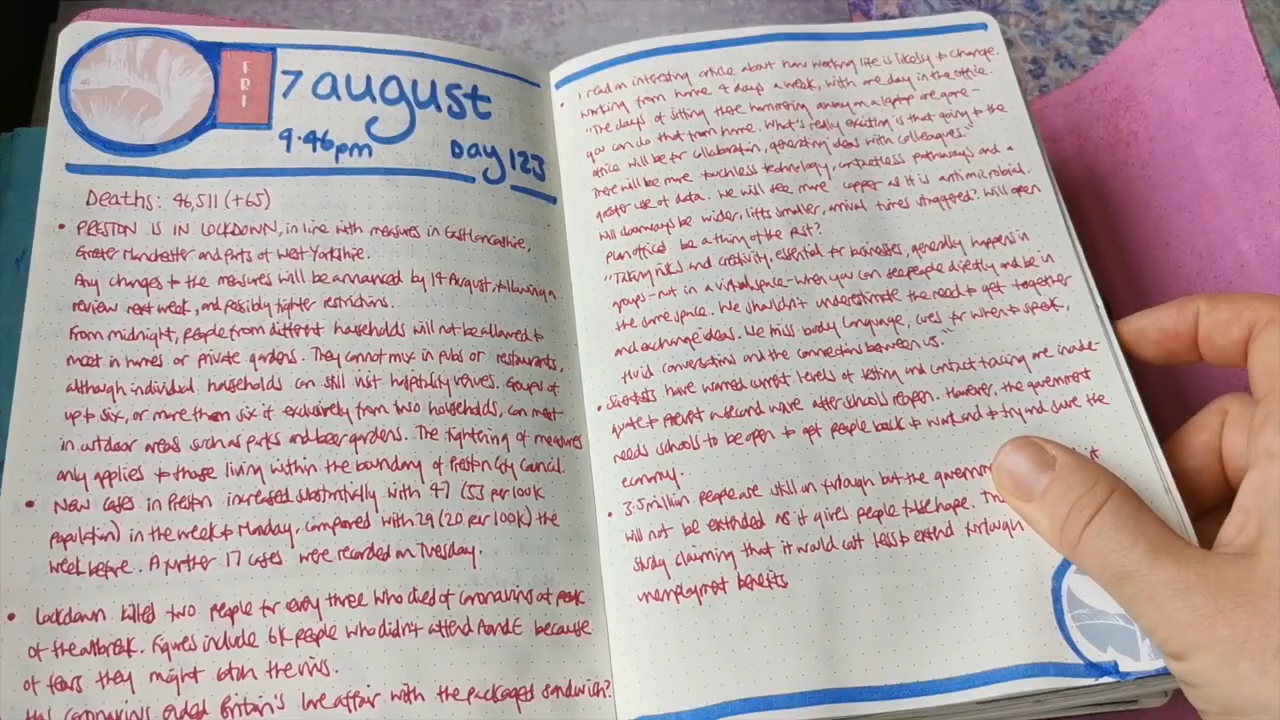 FRI
7 august
9.46pm
Day 123
Deaths: 46,511 (+65)
• PRESTON IS IN LOCKDOWN, in line with measures in East Lancashire,
Greater Manchester and parts of West Yorkshire.
Any changes to the measures will be announced by 14 August, following a
review next week, and possibly tighter restrictions.
From midnight, people from different households will not be allowed to
meet in homes or private gardens. They cannot mix in pubs or restaurants,
although individual households can still visit hospitality venues. Groups of
up to six, or more than six if exclusively from two households, can meet
in outdoor areas such as parks and beer gardens. The tightening of measures
only applies to those living within the boundary of Preston City Council.
• New cases in Preston increased substantially with 47 (33 per 100k
population) in the week to Monday, compared with 29 (20 per 100k) the
week before. A further 17 cases were recorded on Tuesday.
• Lockdown killed two people for every three who died of coronavirus at peak
of the outbreak. Figures include 6K people who didn't attend A and E because
of fears they might catch the virus.
Has coronavirus ended Britain's love affair with the packaged sandwich?
• I read an interesting article about how working life is likely to change.
Working from home 4 days a week, with one day in the office.
"The days of sitting there hammering away on a laptop are gone –
you can do that from home. What's really exciting is that going to the
office will be for collaboration, generating ideas with colleagues."
There will be more touchless technology, contactless pathways and a
greater use of data. We will see more copper as it is antimicrobial.
Will doorways be wider, lifts smaller, arrival times staggered? Will open
plan offices be a thing of the past?
"Taking risks and creativity, essential for businesses, generally happens in
groups – not in a virtual space – when you can see people directly and be in
the same space. We shouldn't underestimate the need to get together
and exchange ideas. We miss body language, cues for when to speak,
fluid conversations and the connections between us."
• Scientists have warned current levels of testing and contact tracing are inade-
quate to prevent a second wave after schools reopen. However, the government
needs schools to be open to get people back to work and to try and sure the
economy.
• 3.5 million people are still on furlough but the governm it
will not be extended as it gives people false hope. Th
study claiming that it would cost less to extend furlough
unemployment benefits